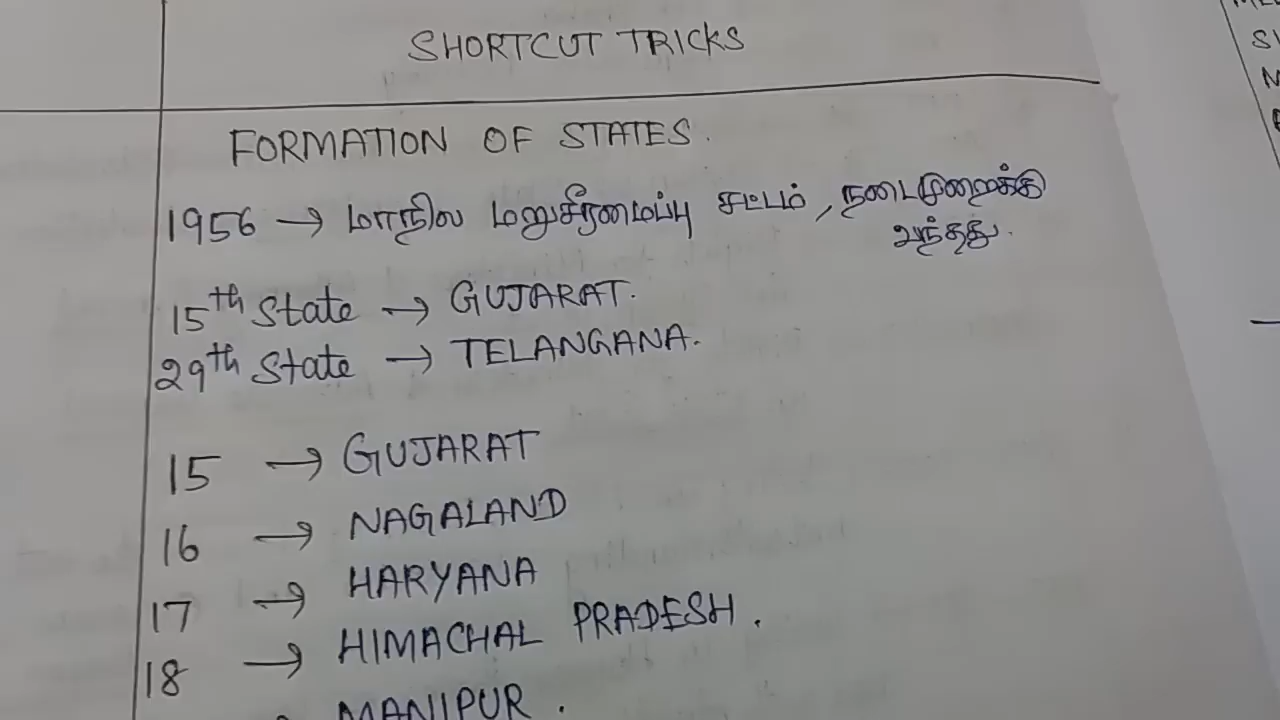 SHORTCUT TRICKS
FORMATION OF STATES.
1956 → மாநில மறுசீரமைப்பு சட்டம், நடைமுறைக்கு
வந்தது.
15th State → GUJARAT.
29th State → TELANGANA.
15 → GUJARAT
16 → NAGALAND
17 → HARYANA
18 → HIMACHAL PRADESH.
MANIPUR.